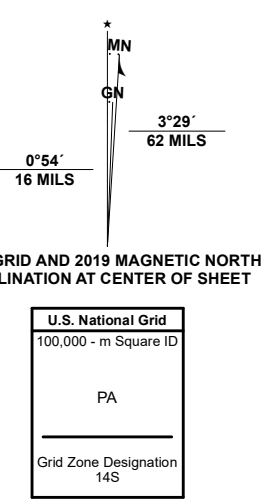 ★
MN
GN
3°29´
62 MILS
0°54´
16 MILS
GRID AND 2019 MAGNETIC NORTH
LINATION AT CENTER OF SHEET
U.S. National Grid
100,000 - m Square ID
PA
Grid Zone Designation
14S